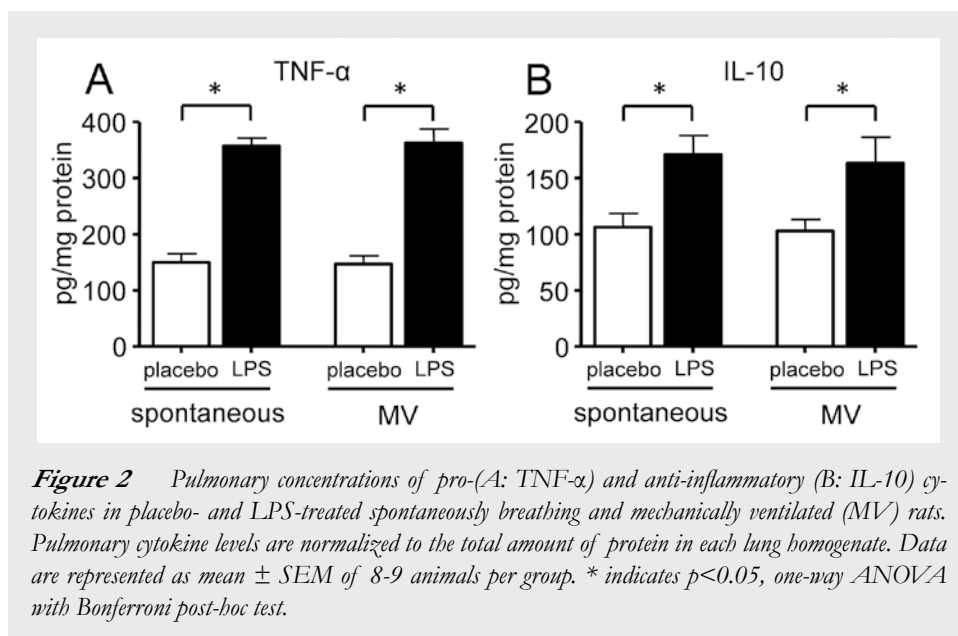 A
TNF-α
*
*
400
300
200
100
0
pg/mg protein
placebo LPS
placebo LPS
spontaneous
MV
B
IL-10
*
*
200
150
100
50
0
pg/mg protein
placebo LPS
placebo LPS
spontaneous
MV
Figure 2 Pulmonary concentrations of pro-(A: TNF-α) and anti-inflammatory (B: IL-10) cy-
tokines in placebo- and LPS-treated spontaneously breathing and mechanically ventilated (MV) rats.
Pulmonary cytokine levels are normalized to the total amount of protein in each lung homogenate. Data
are represented as mean ± SEM of 8-9 animals per group. * indicates p<0.05, one-way ANOVA
with Bonferroni post-hoc test.